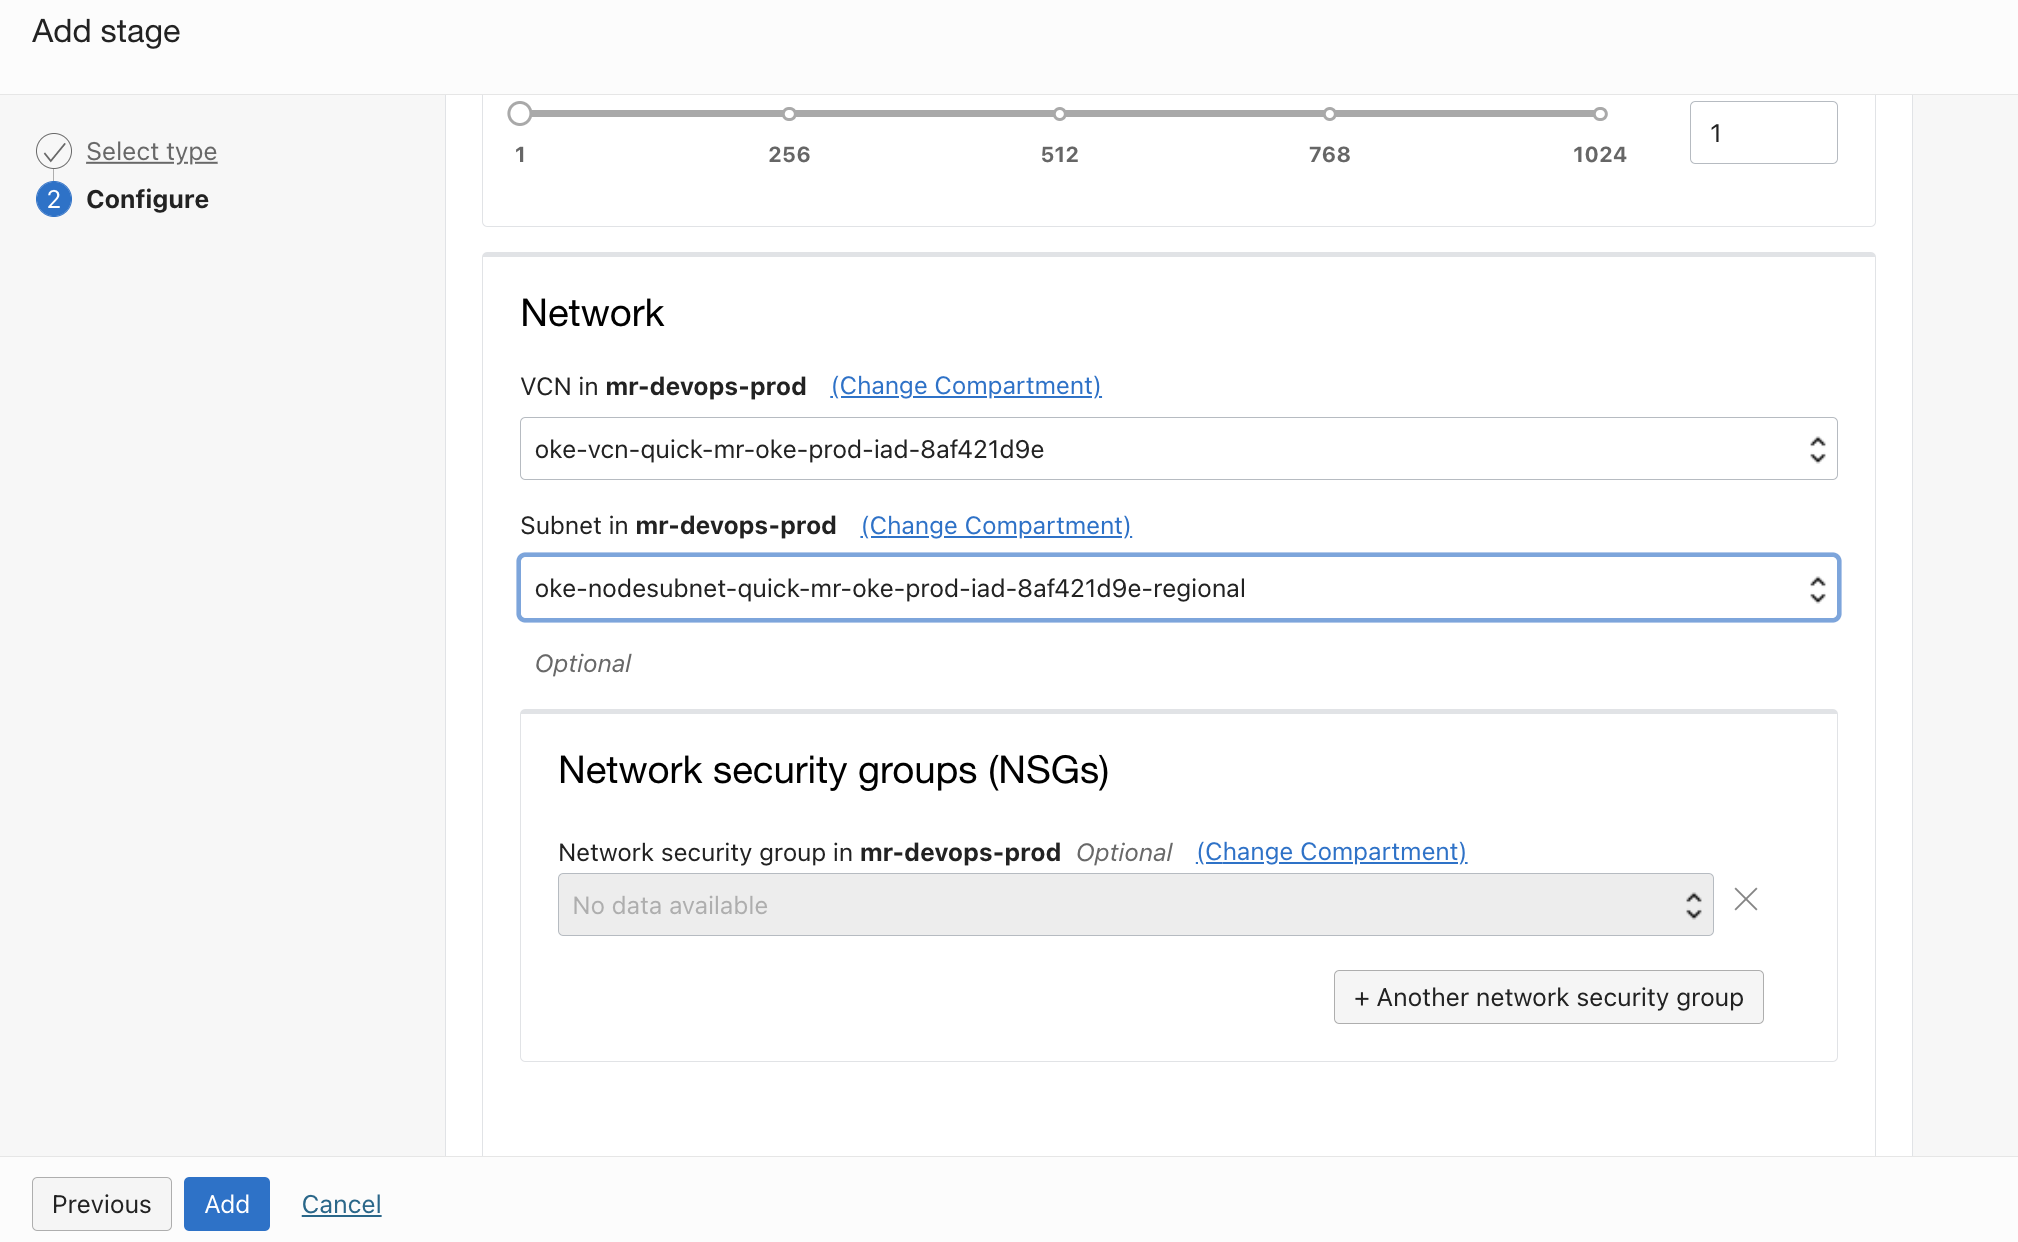 Add stage
Select type
2 Configure
1 256 512 768 1024
1
Network
VCN in mr-devops-prod (Change Compartment)
oke-vcn-quick-mr-oke-prod-iad-8af421d9e
Subnet in mr-devops-prod (Change Compartment)
oke-nodesubnet-quick-mr-oke-prod-iad-8af421d9e-regional
Optional
Network security groups (NSGs)
Network security group in mr-devops-prod Optional (Change Compartment)
No data available
+ Another network security group
Previous Add Cancel